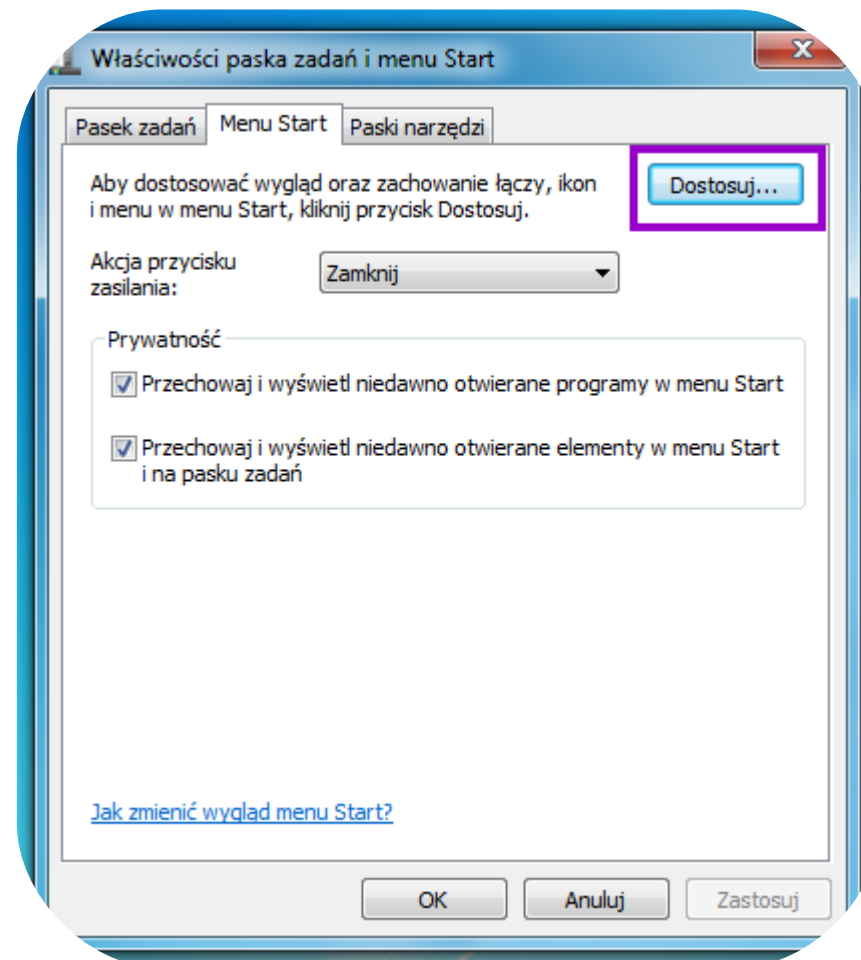 Właściwości paska zadań i menu Start
Pasek zadań
Menu Start
Paski narzędzi
Aby dostosować wygląd oraz zachowanie łączy, ikon
i menu w menu Start, kliknij przycisk Dostosuj.
Dostosuj...
Akcja przycisku
zasilania:
Zamknij
Prywatność
Przechowaj i wyświetl niedawno otwierane programy w menu Start
Przechowaj i wyświetl niedawno otwierane elementy w menu Start
i na pasku zadań
Jak zmienić wygląd menu Start?
OK
Anuluj
Zastosuj